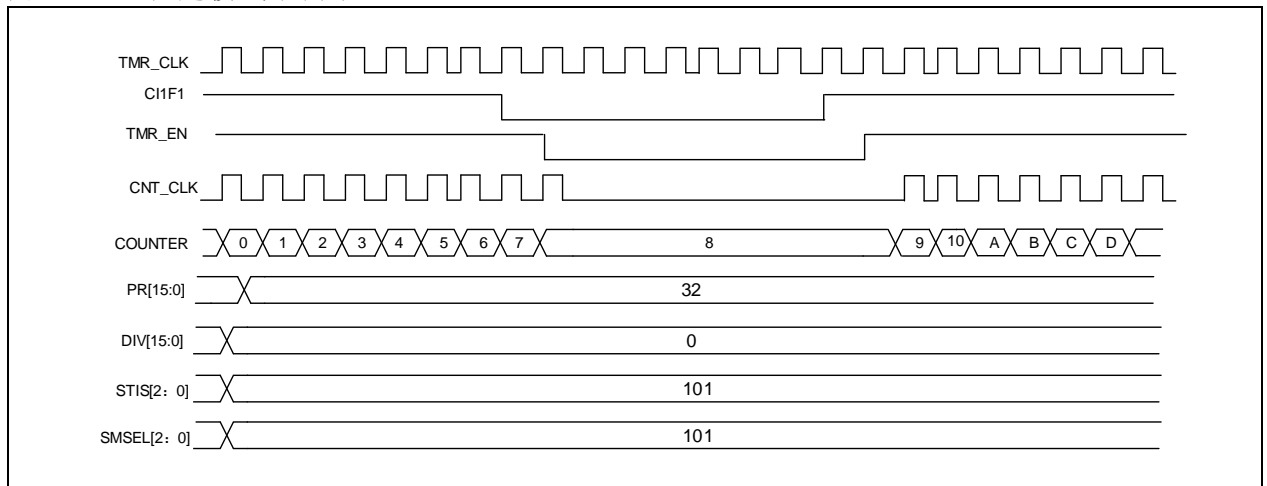 TMR_CLK
CI1F1
TMR_EN
CNT_CLK
COUNTER 0 1 2 3 4 5 6 7 8 9 10 A B C D
PR[15:0] 32
DIV[15:0] 0
STIS[2：0] 101
SMSEL[2：0] 101